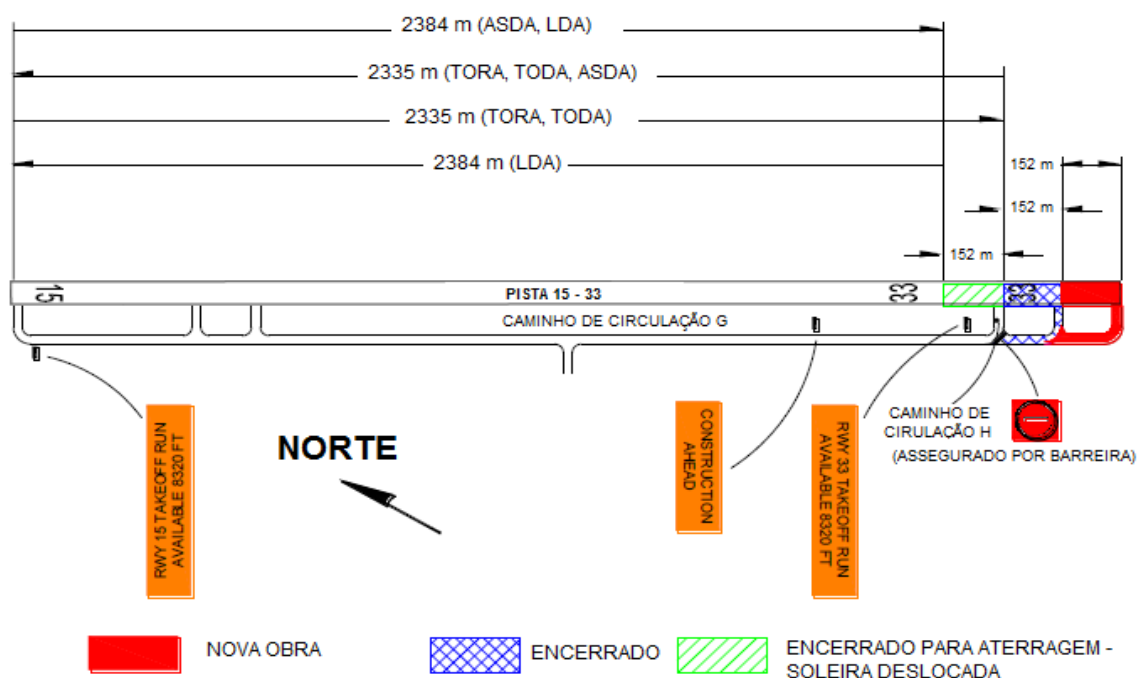 2384 m (ASDA, LDA)
2335 m (TORA, TODA, ASDA)
2335 m (TORA, TODA)
2384 m (LDA)
152 m
152 m
152 m
15
PISTA 15 - 33
33
33
CAMINHO DE CIRCULAÇÃO G
RWY 15 TAKEOFF RUN
AVAILABLE 8320 FT
NORTE
CONSTRUCTION
AHEAD
RWY 33 TAKEOFF RUN
AVAILABLE 8320 FT
CAMINHO DE
CIRULAÇÃO H
(ASSEGURADO POR BARREIRA)
NOVA OBRA
ENCERRADO
ENCERRADO PARA ATERRAGEM -
SOLEIRA DESLOCADA